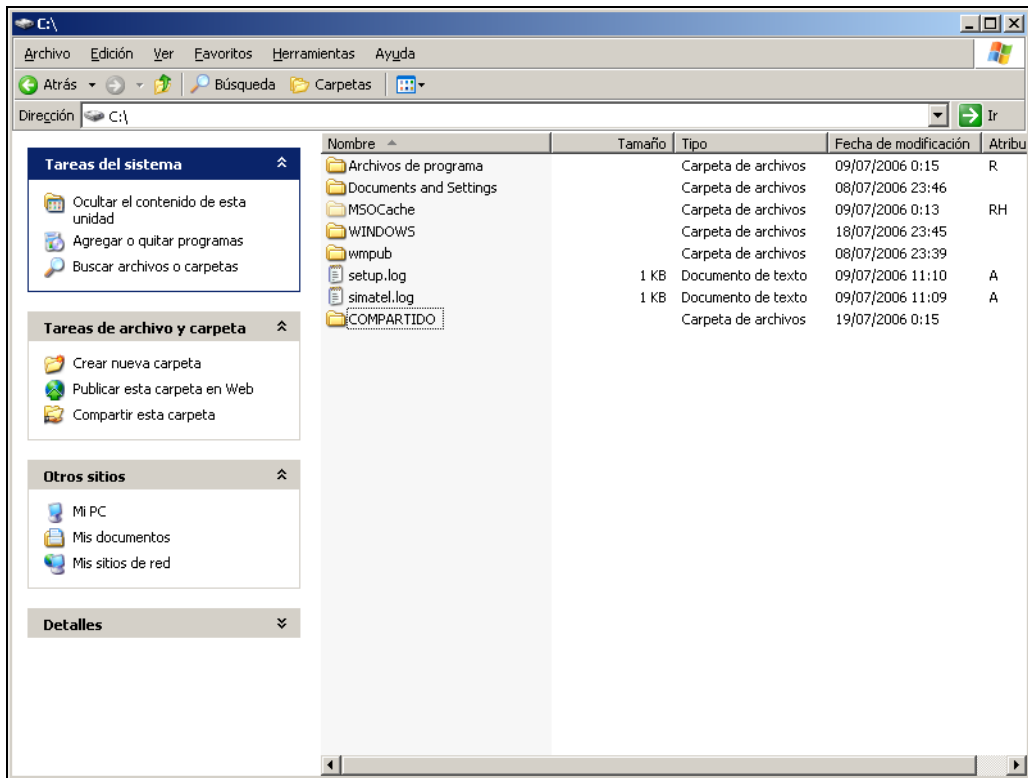 C:\
Archivo Edición Ver Favoritos Herramientas Ayuda
Atrás Búsqueda Carpetas
Dirección C:\ Ir
Tareas del sistema
Ocultar el contenido de esta
unidad
Agregar o quitar programas
Buscar archivos o carpetas
Tareas de archivo y carpeta
Crear nueva carpeta
Publicar esta carpeta en Web
Compartir esta carpeta
Otros sitios
Mi PC
Mis documentos
Mis sitios de red
Detalles
Nombre Tamaño Tipo Fecha de modificación Atribu
Archivos de programa Carpeta de archivos 09/07/2006 0:15 R
Documents and Settings Carpeta de archivos 08/07/2006 23:46
MSOCache Carpeta de archivos 09/07/2006 0:13 RH
WINDOWS Carpeta de archivos 18/07/2006 23:45
wmpub Carpeta de archivos 08/07/2006 23:39
setup.log 1 KB Documento de texto 09/07/2006 11:10 A
simatel.log 1 KB Documento de texto 09/07/2006 11:09 A
COMPARTIDO Carpeta de archivos 19/07/2006 0:15